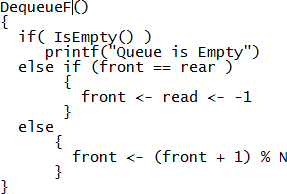 DequeueF()
{
if( IsEmpty() )
printf("Queue is Empty")
else if (front == rear )
{
front <- read <- -1
}
else
{
front <- (front + 1) % N
}
}